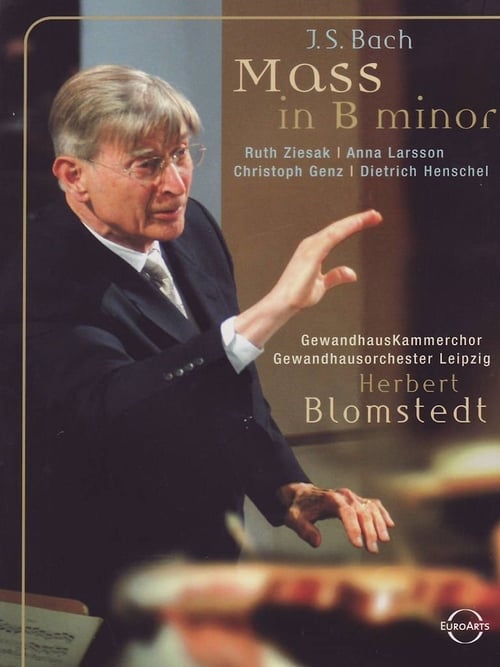 J.S. Bach
Mass
in B minor
Ruth Ziesak | Anna Larsson
Christoph Genz | Dietrich Henschel
GewandhausKammerchor
Gewandhausorchester Leipzig
Herbert
Blomstedt
EuroArts